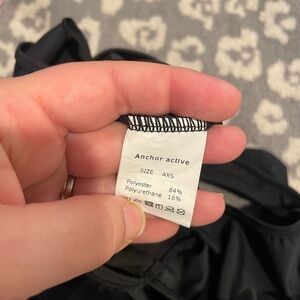 Anchor active
SIZE AXS
Polyester 84%
Polyurethane 16%